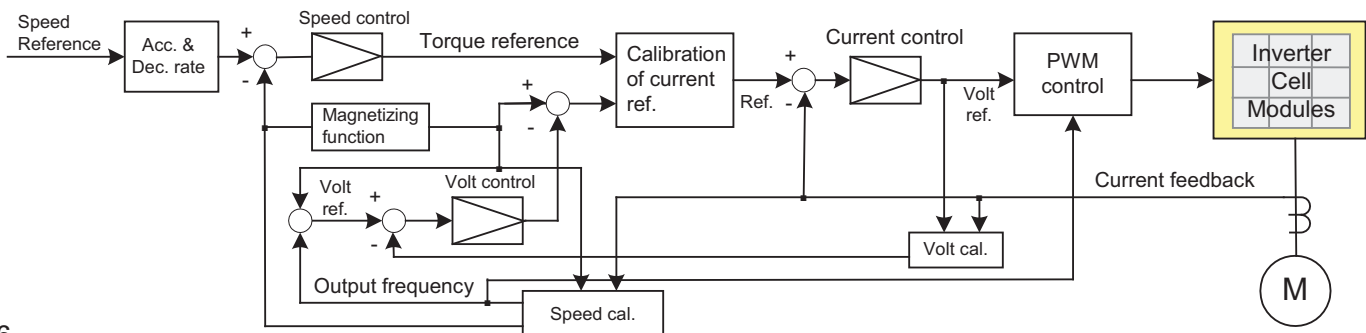 Speed
Reference
Acc. &
Dec. rate
+
-
Speed control
Torque reference
Magnetizing
function
+
-
Calibration
of current
ref.
Ref.
+
-
Current control
Volt
ref.
PWM
control
Inverter
Cell
Modules
Volt
ref.
+
-
Volt control
Current feedback
Volt cal.
Output frequency
Speed cal.
M